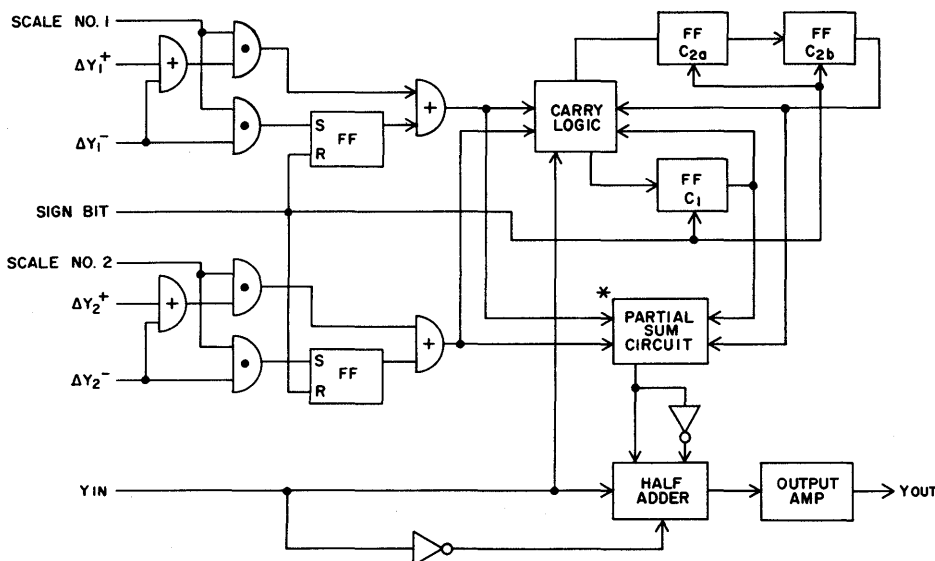 SCALE NO. 1
ΔY₁⁺
ΔY₁⁻
SIGN BIT
SCALE NO. 2
ΔY₂⁺
ΔY₂⁻
Y IN
+
•
•
S
R
FF
+
+
•
•
S
R
FF
+
CARRY
LOGIC
FF
C₂ₐ
FF
C₂b
FF
C₁
*
PARTIAL
SUM
CIRCUIT
HALF
ADDER
OUTPUT
AMP
YOUT